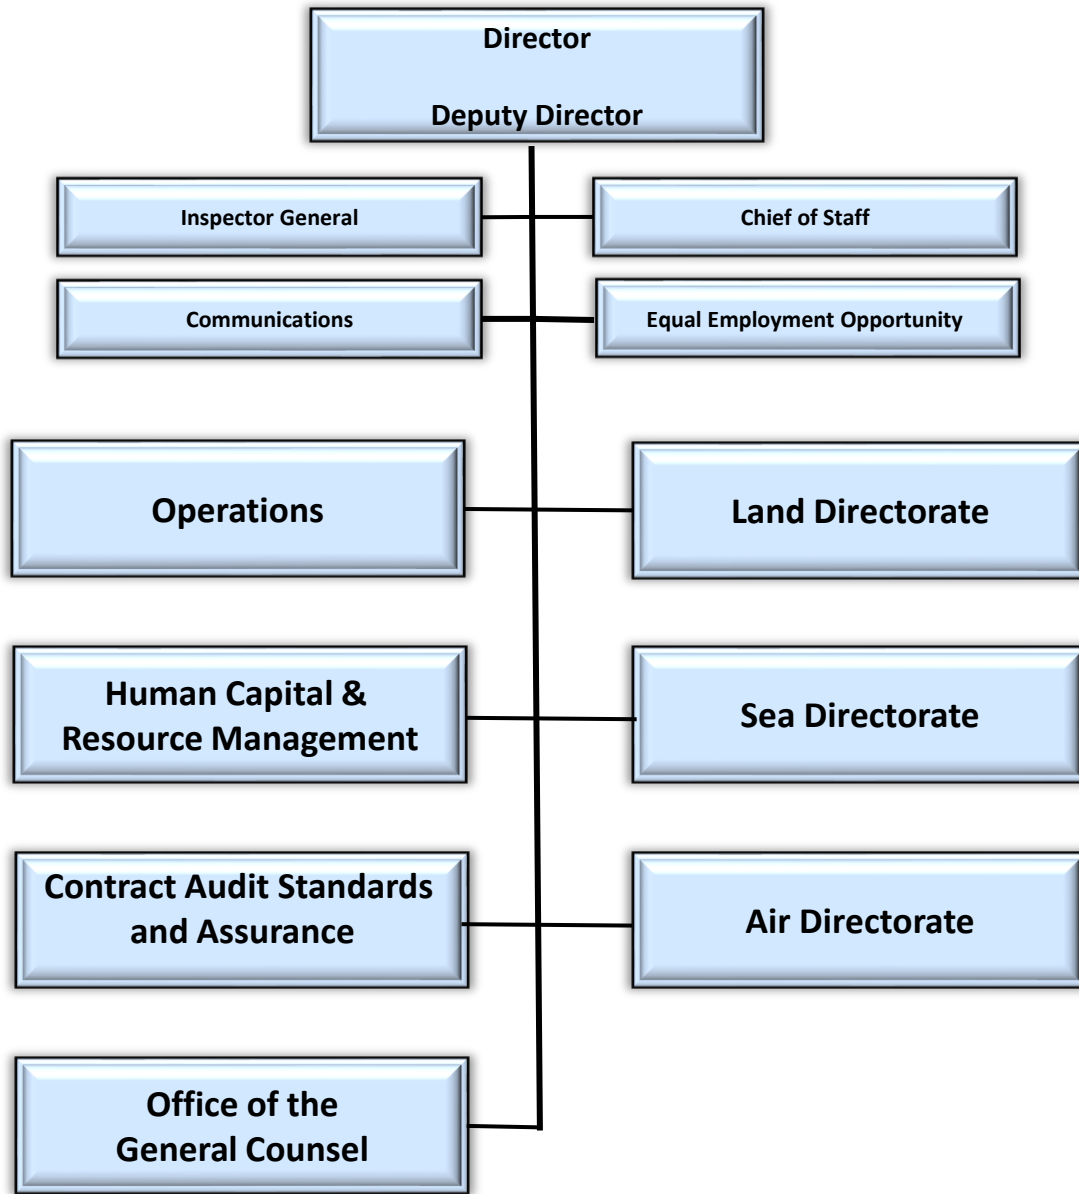 Director
Deputy Director
Inspector General
Chief of Staff
Communications
Equal Employment Opportunity
Operations
Land Directorate
Human Capital &
Resource Management
Sea Directorate
Contract Audit Standards
and Assurance
Air Directorate
Office of the
General Counsel